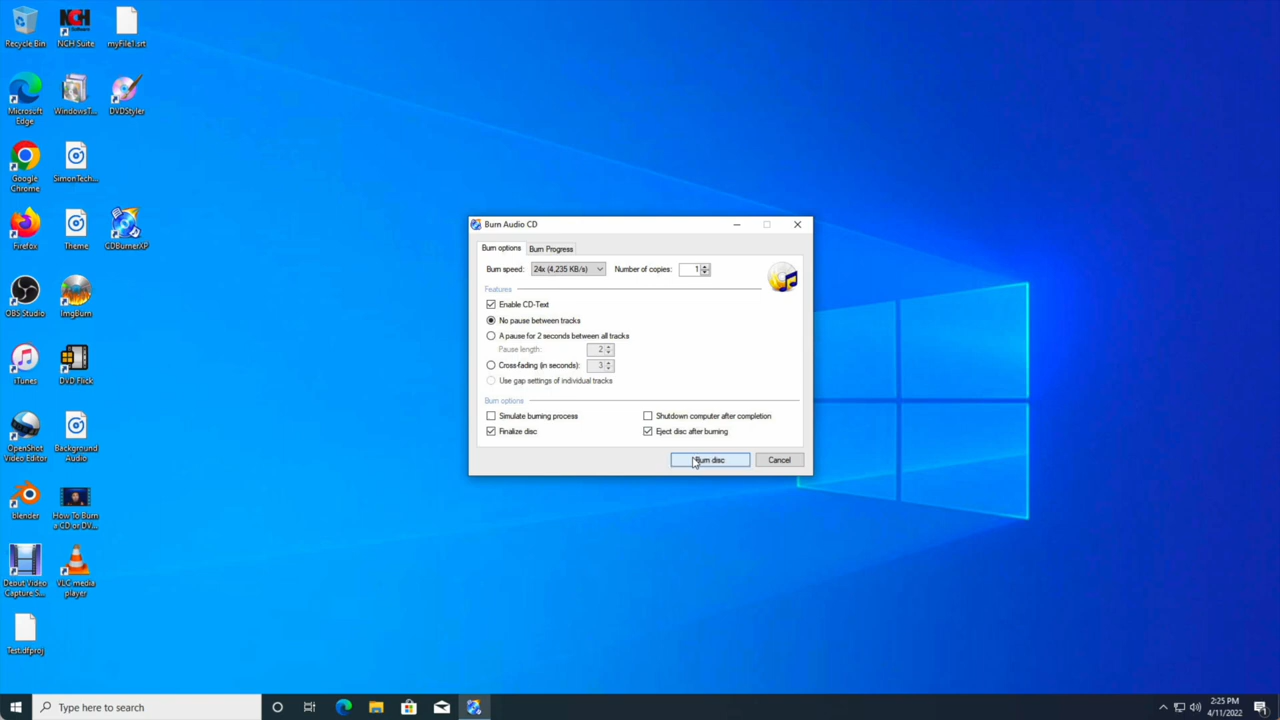 Recycle Bin
NCH Suite
myFile1.srt
Microsoft
Edge
WindowsT...
DVDStyler
Google
Chrome
SimonTech...
Firefox
Theme
CDBurnerXP
OBS Studio
ImgBurn
iTunes
DVD Flick
OpenShot
Video Editor
Background
Audio
blender
How To Burn
a CD or DV...
Debut Video
Capture S...
VLC media
player
Test.dfproj
Burn Audio CD
Burn options
Burn Progress
Burn speed:
24x (4.235 KB/s)
Number of copies:
1
Features
Enable CD-Text
No pause between tracks
A pause for 2 seconds between all tracks
Pause length:
2
Cross-fading (in seconds):
3
Use gap settings of individual tracks
Burn options
Simulate burning process
Shutdown computer after completion
Finalize disc
Eject disc after burning
Burn disc
Cancel
Type here to search
2:25 PM
4/11/2022
1